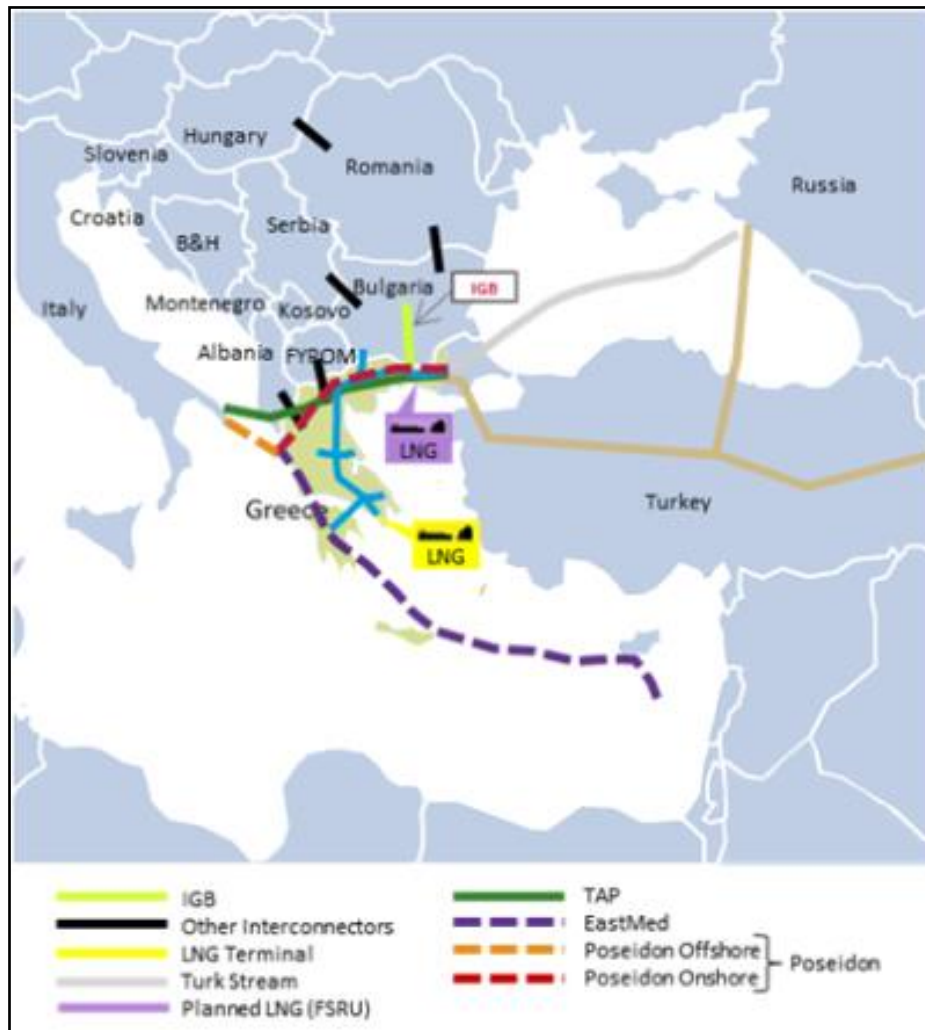 Hungary
Slovenia
Romania
Russia
Croatia
Serbia
B&H
Bulgaria
IGB
Italy
Montenegro
Kosovo
Albania
FYROM
LNG
Turkey
Greece
LNG
IGB
Other Interconnectors
LNG Terminal
Turk Stream
Planned LNG (FSRU)
TAP
EastMed
Poseidon Offshore
Poseidon Onshore
Poseidon